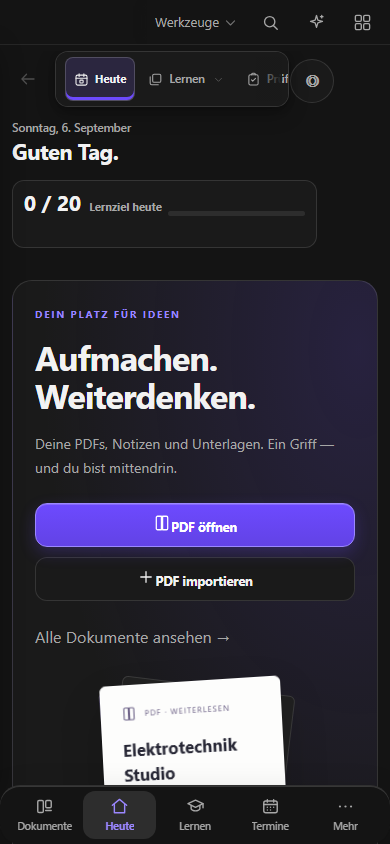 Werkzeuge
Heute
Lernen
Sonntag, 6. September
Guten Tag.
0 / 20 Lernziel heute
DEIN PLATZ FÜR IDEEN
Aufmachen.
Weiterdenken.
Deine PDFs, Notizen und Unterlagen. Ein Griff —
und du bist mittendrin.
PDF öffnen
PDF importieren
Alle Dokumente ansehen →
PDF · WEITERLESEN
Elektrotechnik
Studio
Dokumente
Heute
Lernen
Termine
Mehr